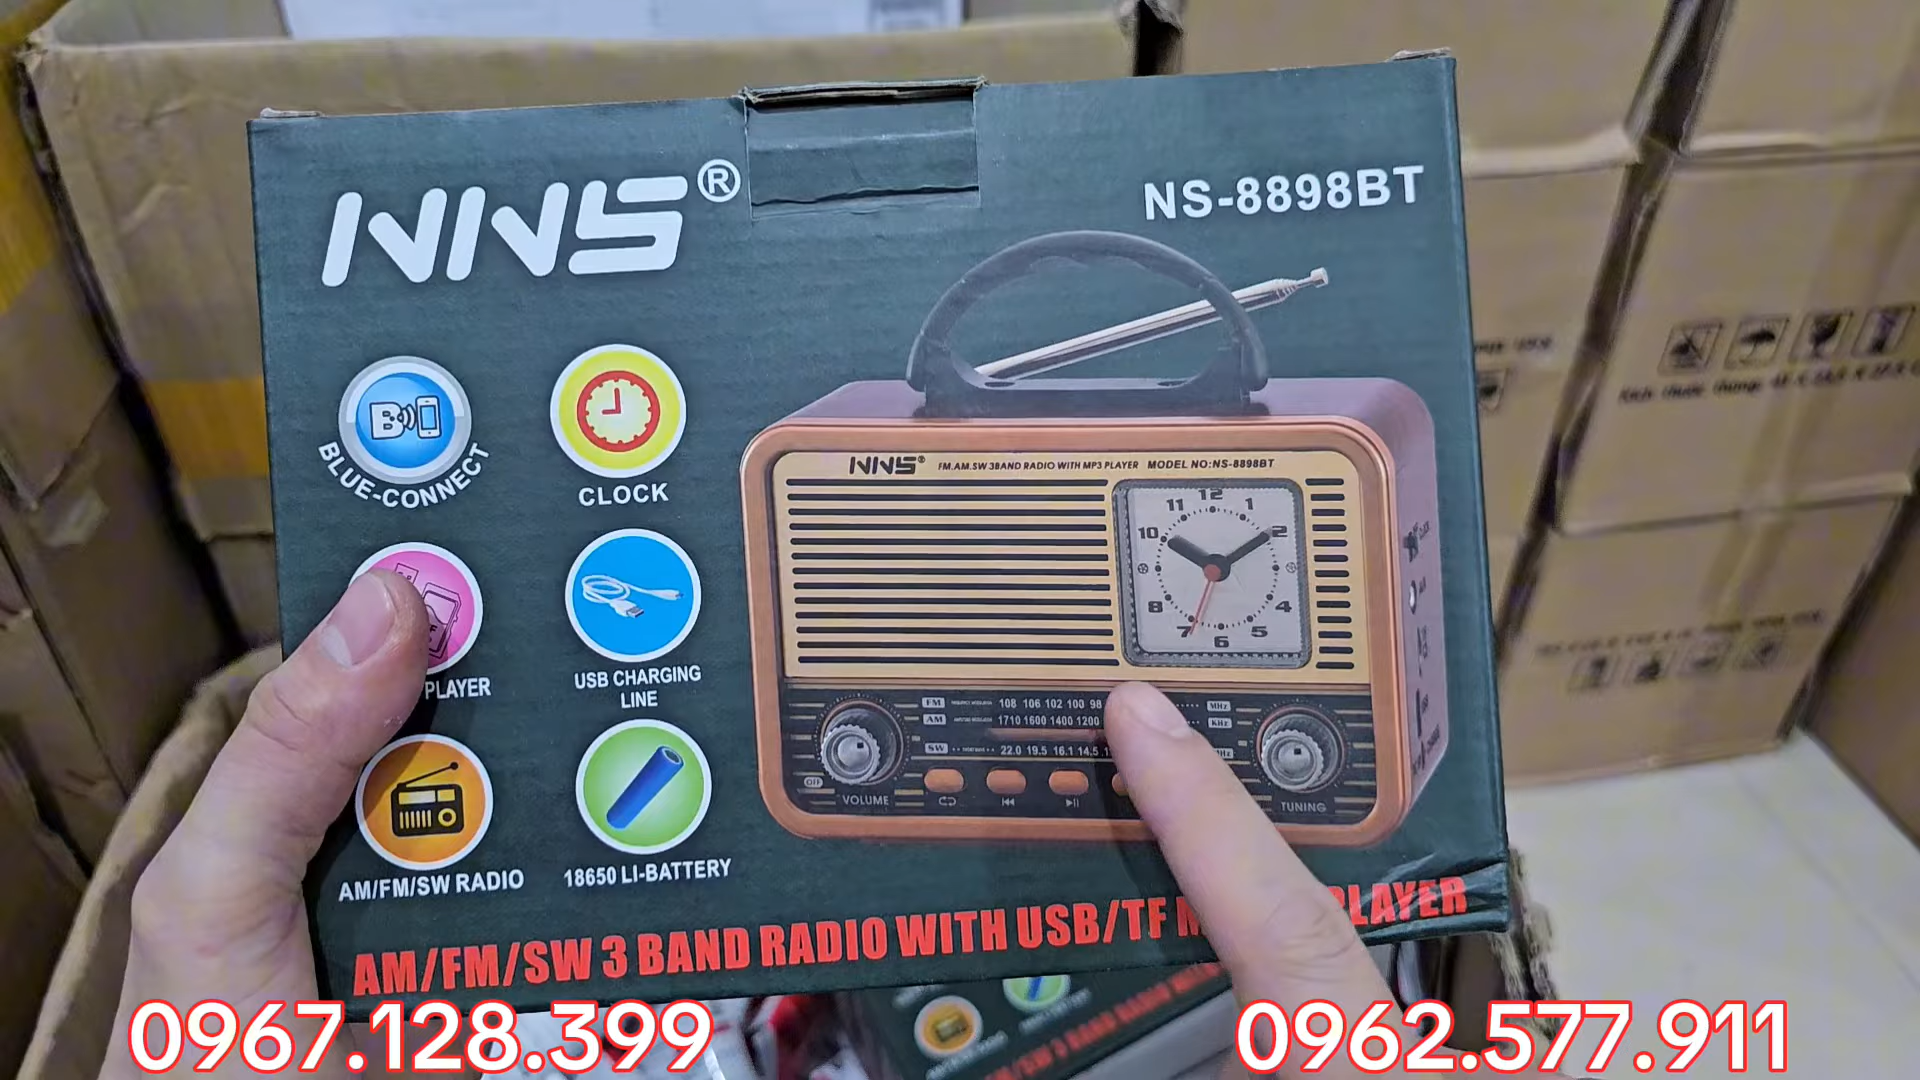 NNS®
NS-8898BT
BLUE-CONNECT
CLOCK
PLAYER
USB CHARGING
LINE
AM/FM/SW RADIO
18650 LI-BATTERY
NNS® FM.AM.SW 3BAND RADIO WITH MP3 PLAYER MODEL NO:NS-8898BT
12
11 1
10 2
8 4
7 5
6
FM 108 106 102 100 98 MHz
AM 1710 1600 1400 1200 KHz
SW 22.0 19.5 16.1 14.5
Off
VOLUME
TUNING
AM/FM/SW 3 BAND RADIO WITH USB/TF PLAYER
0967.128.399
0962.577.911